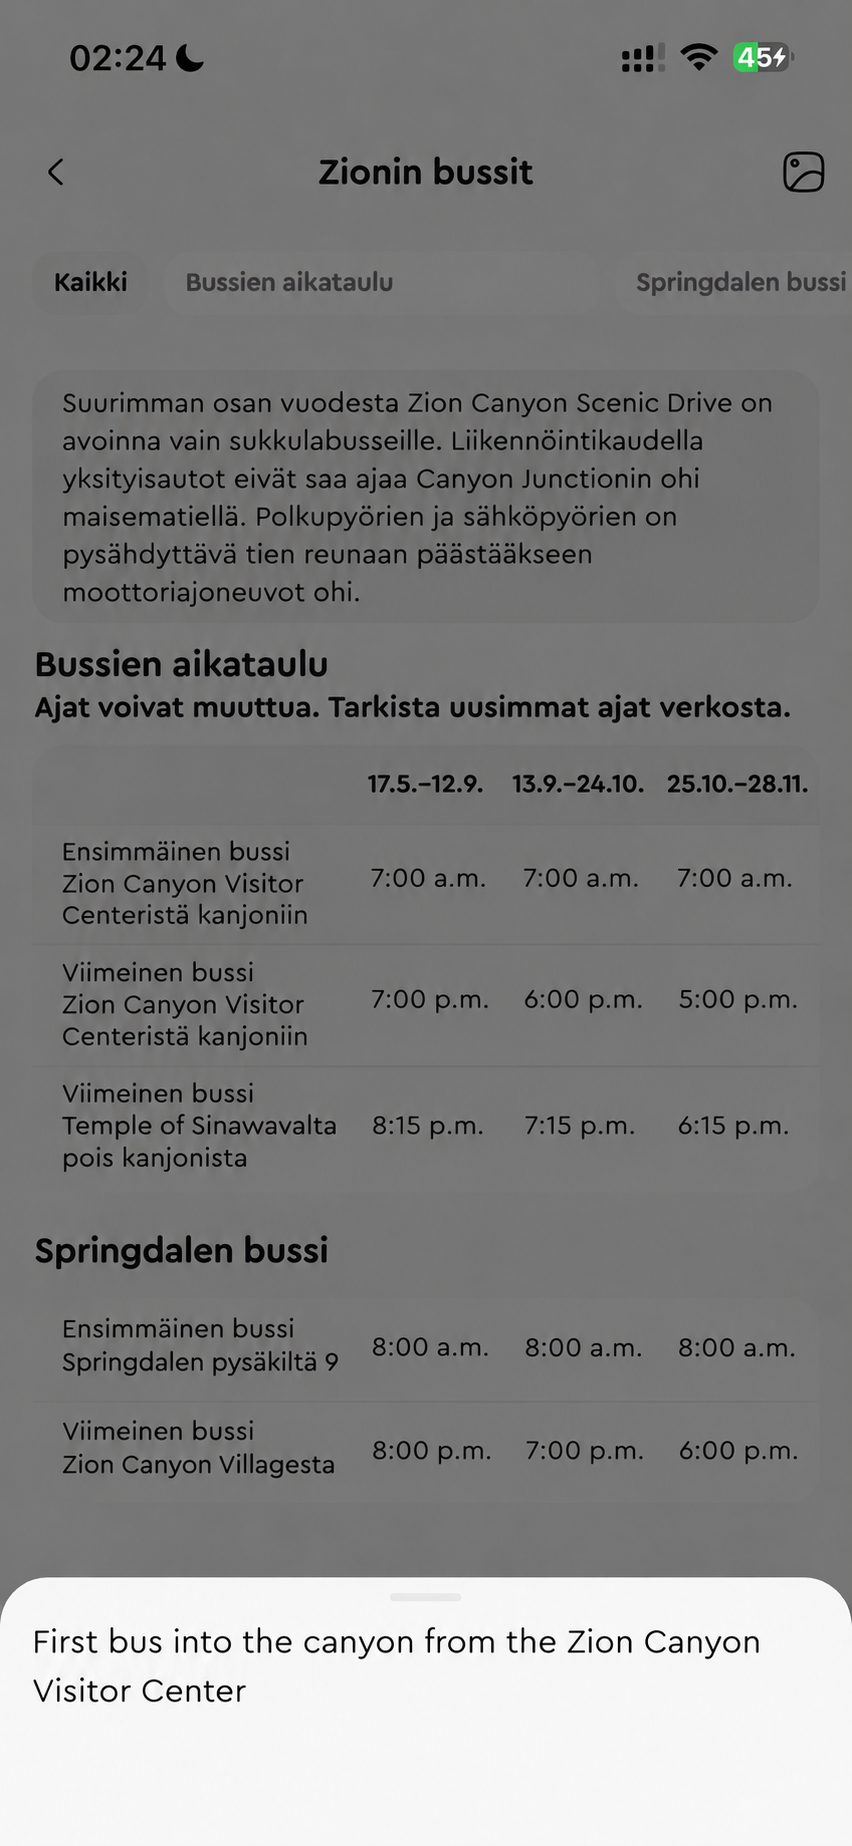 02:24
45
Zionin bussit
Kaikki
Bussien aikataulu
Springdalen bussi
Suurimman osan vuodesta Zion Canyon Scenic Drive on
avoinna vain sukkulabusseille. Liikennöintikaudella
yksityisautot eivät saa ajaa Canyon Junctionin ohi
maisematiellä. Polkupyörien ja sähköpyörien on
pysähdyttävä tien reunaan päästääkseen
moottoriajoneuvot ohi.
Bussien aikataulu
Ajat voivat muuttua. Tarkista uusimmat ajat verkosta.
17.5.–12.9. 13.9.–24.10. 25.10.–28.11.
Ensimmäinen bussi
Zion Canyon Visitor
Centeristä kanjoniin
7:00 a.m. 7:00 a.m. 7:00 a.m.
Viimeinen bussi
Zion Canyon Visitor
Centeristä kanjoniin
7:00 p.m. 6:00 p.m. 5:00 p.m.
Viimeinen bussi
Temple of Sinawavalta
pois kanjonista
8:15 p.m. 7:15 p.m. 6:15 p.m.
Springdalen bussi
Ensimmäinen bussi
Springdalen pysäkiltä 9
8:00 a.m. 8:00 a.m. 8:00 a.m.
Viimeinen bussi
Zion Canyon Villagesta
8:00 p.m. 7:00 p.m. 6:00 p.m.
First bus into the canyon from the Zion Canyon
Visitor Center